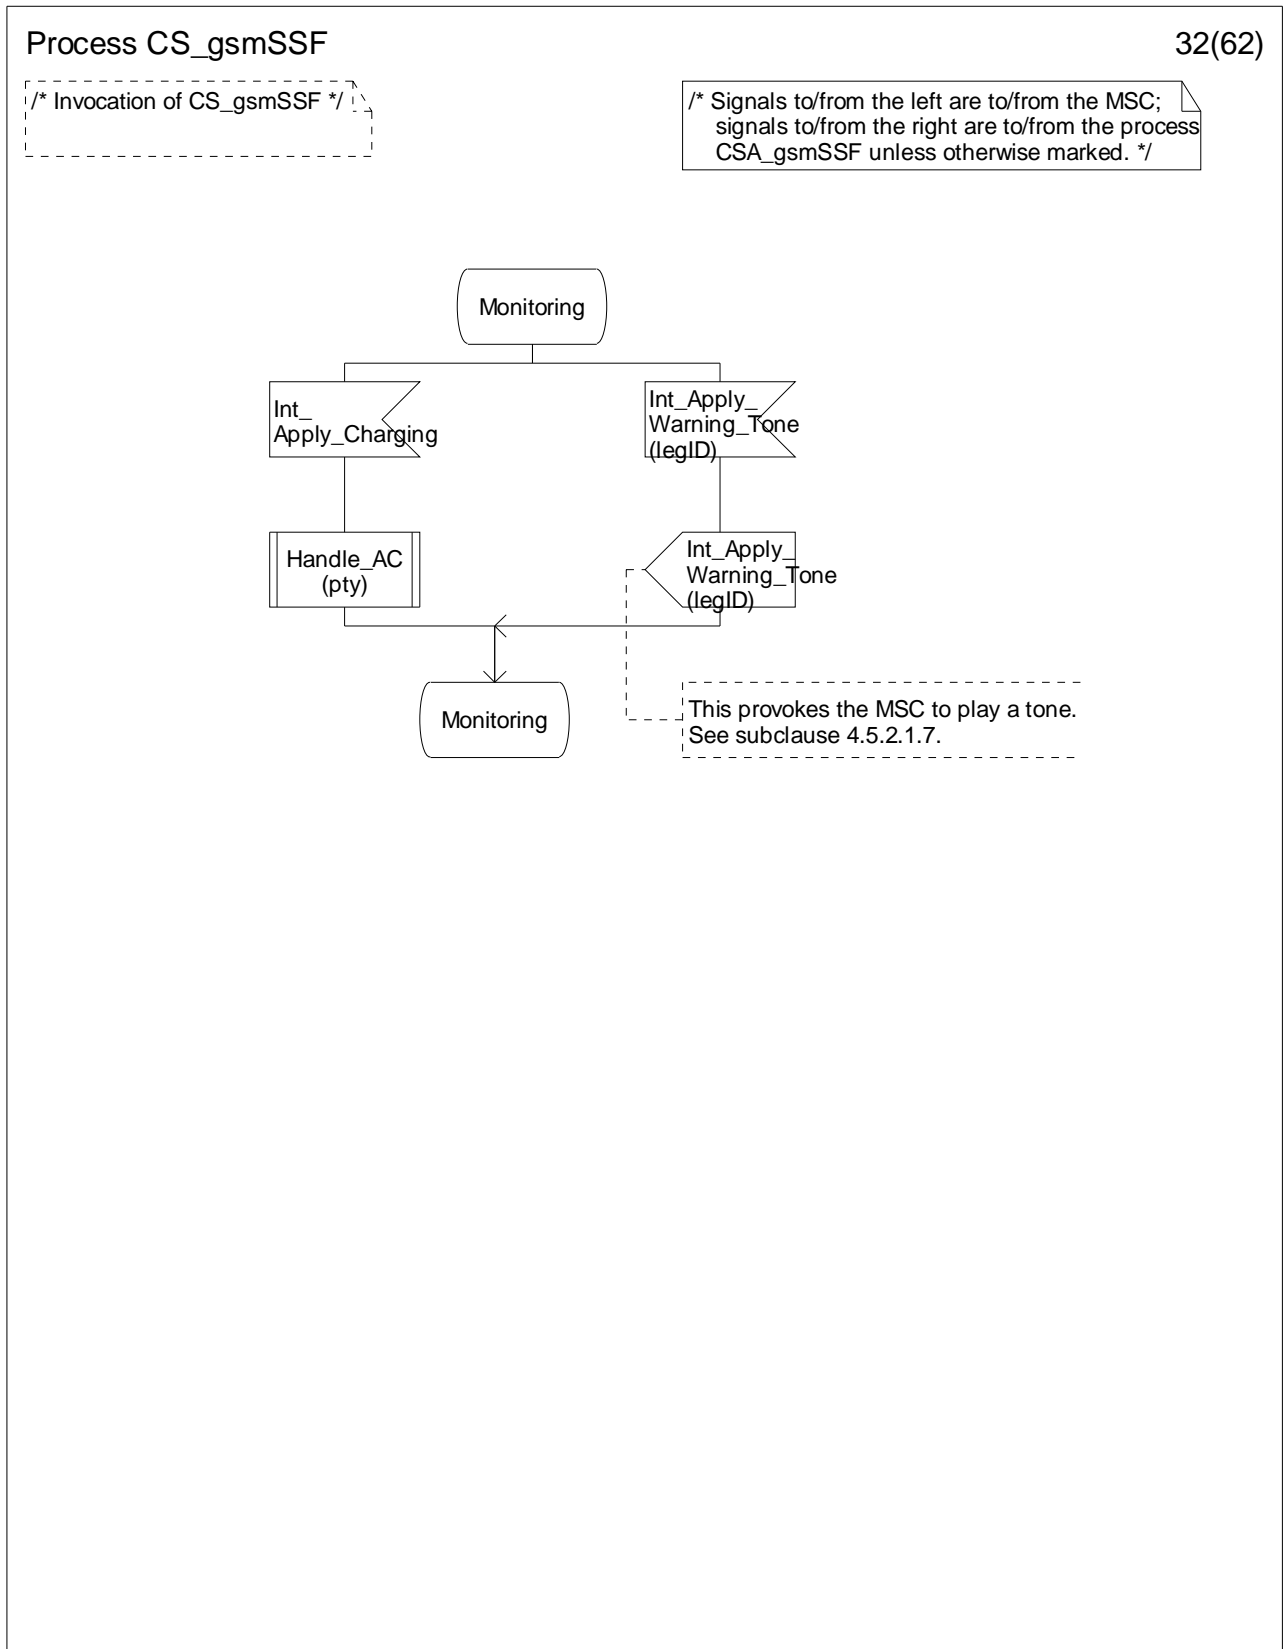 Process CS_gsmSSF
32(62)
/* Invocation of CS_gsmSSF */
/* Signals to/from the left are to/from the MSC;
signals to/from the right are to/from the process
CSA_gsmSSF unless otherwise marked. */
Monitoring
Int_
Apply_Charging
Int_Apply_
Warning_Tone
(legID)
Handle_AC
(pty)
Int_Apply_
Warning_Tone
(legID)
Monitoring
This provokes the MSC to play a tone.
See subclause 4.5.2.1.7.